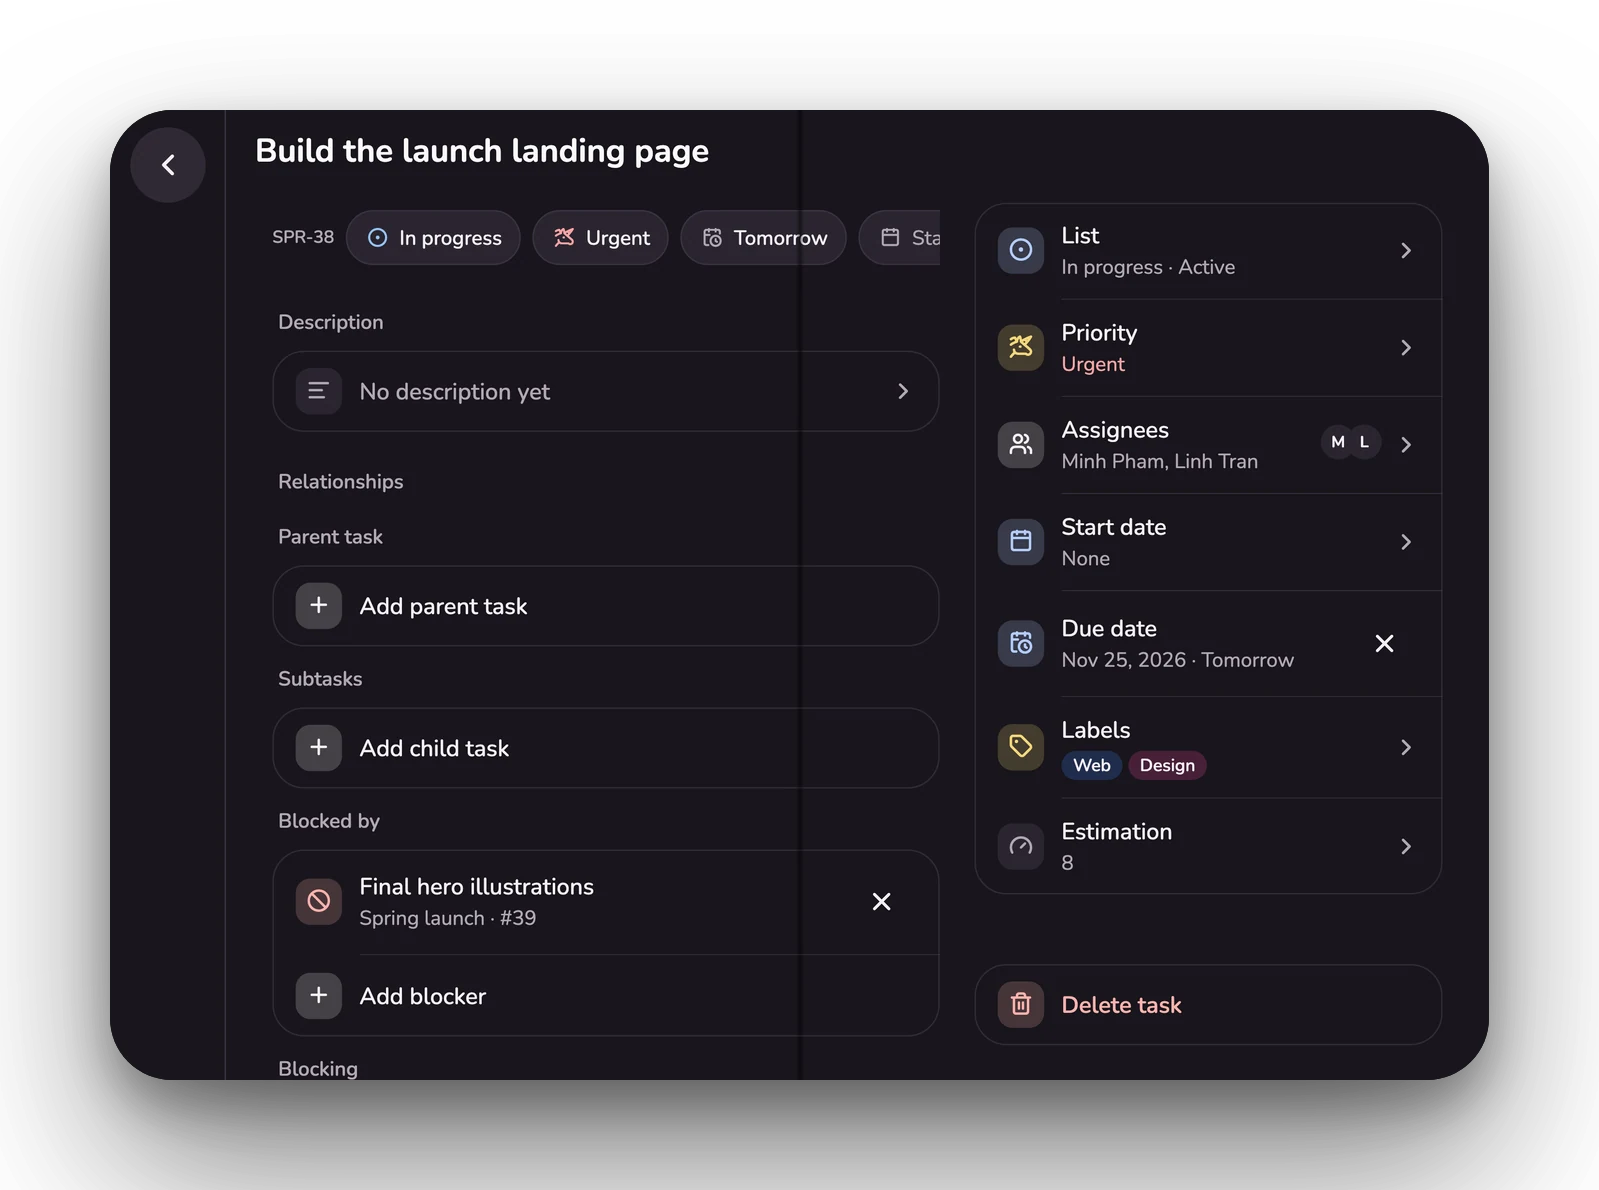 Build the launch landing page
SPR-38 In progress Urgent Tomorrow Sta
Description
No description yet
Relationships
Parent task
Add parent task
Subtasks
Add child task
Blocked by
Final hero illustrations
Spring launch · #39
Add blocker
Blocking
List
In progress · Active
Priority
Urgent
Assignees
Minh Pham, Linh Tran
M L
Start date
None
Due date
Nov 25, 2026 · Tomorrow
Labels
Web Design
Estimation
8
Delete task